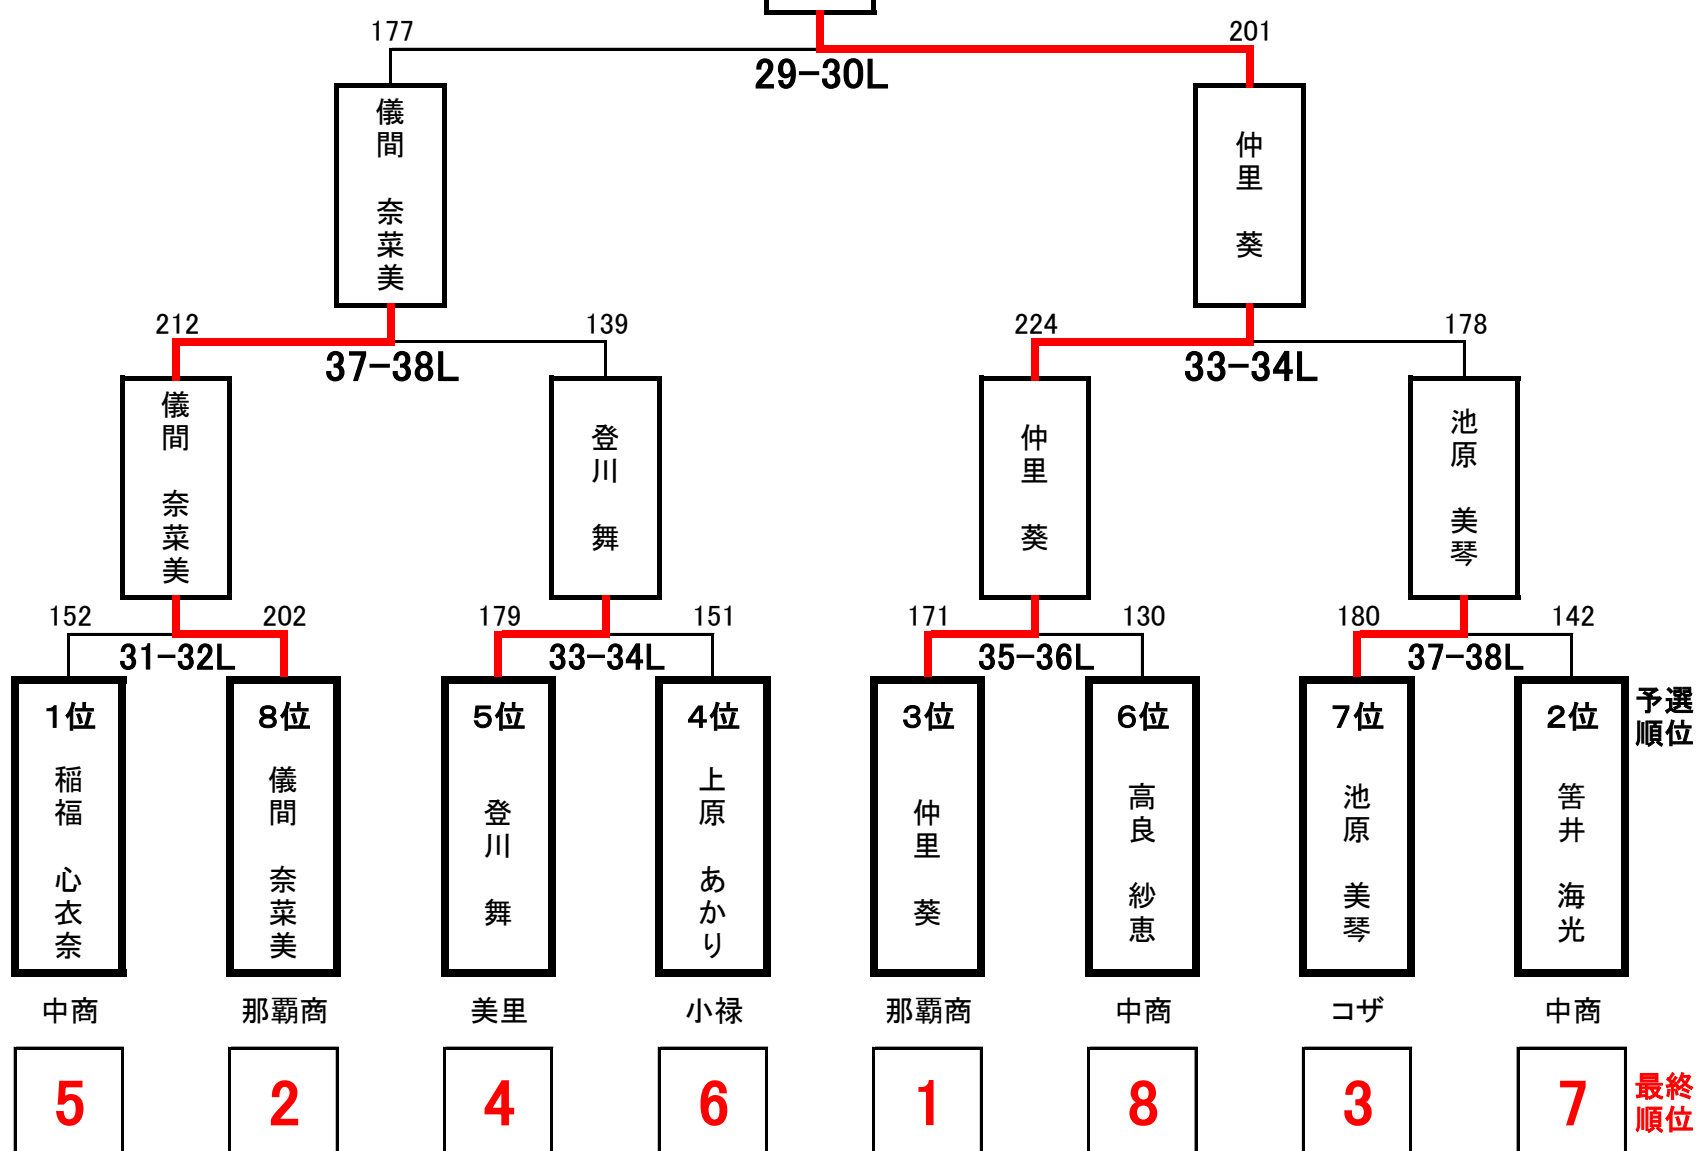 177 201
29-30L
儀間 奈菜美
仲里 葵
212 139 224 178
37-38L 33-34L
儀間 奈菜美
登川 舞
仲里 葵
池原 美琴
152 202 179 151 171 130 180 142
31-32L 33-34L 35-36L 37-38L
1位 8位 5位 4位 3位 6位 7位 2位
予選
順位
稲福 心衣奈
儀間 奈菜美
登川 舞
上原 あかり
仲里 葵
高良 紗恵
池原 美琴
筈井 海光
中商 那覇商 美里 小禄 那覇商 中商 コザ 中商
5 2 4 6 1 8 3 7
最終
順位